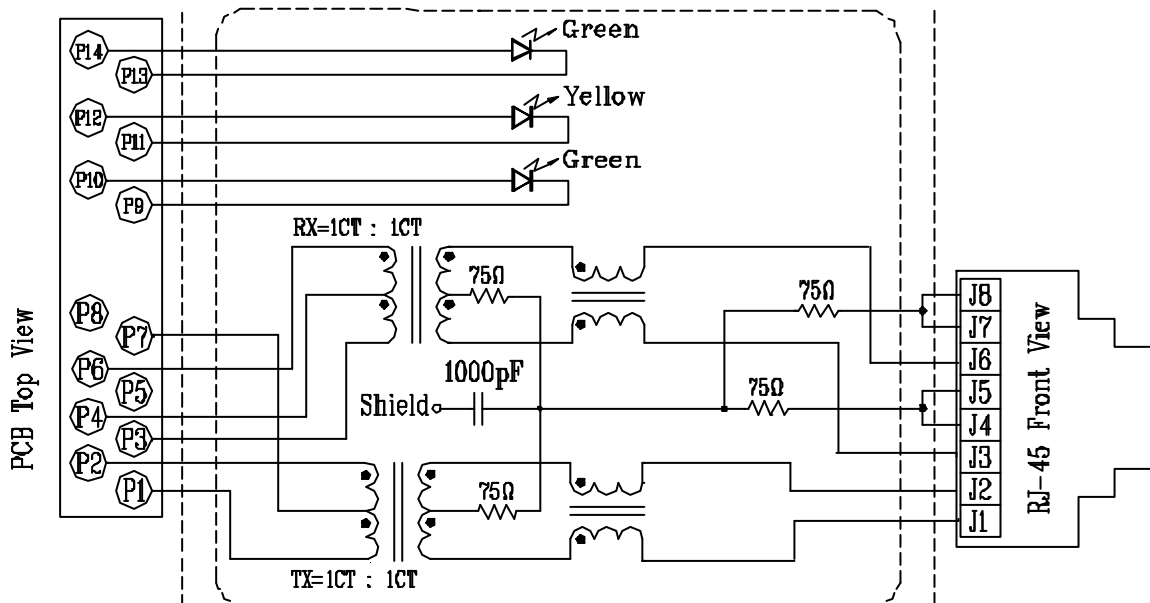 PCB Top View
P14
P13
P12
P11
P10
P9
P8
P7
P6
P5
P4
P3
P2
P1
Green
Yellow
Green
RX=1CT : 1CT
75Ω
75Ω
1000pF
75Ω
Shield
75Ω
TX=1CT : 1CT
J8
J7
J6
J5
J4
J3
J2
J1
RJ-45 Front View